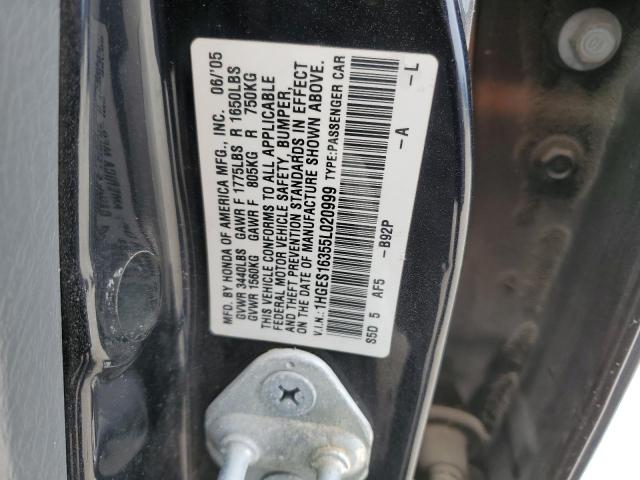 MFD. BY HONDA OF AMERICA MFG., INC. 06/'05
GVWR 3440LBS GAWR F 1775LBS R 1650LBS
GVWR 1560KG GAWR F 805KG R 750KG
THIS VEHICLE CONFORMS TO ALL APPLICABLE
FEDERAL MOTOR VEHICLE SAFETY, BUMPER,
AND THEFT PREVENTION STANDARDS IN EFFECT
ON THE DATE OF MANUFACTURE SHOWN ABOVE.
V.I.N.: 1HGES16355L020999 TYPE: PASSENGER CAR
S5D 5 AF5 -B92P -A -L